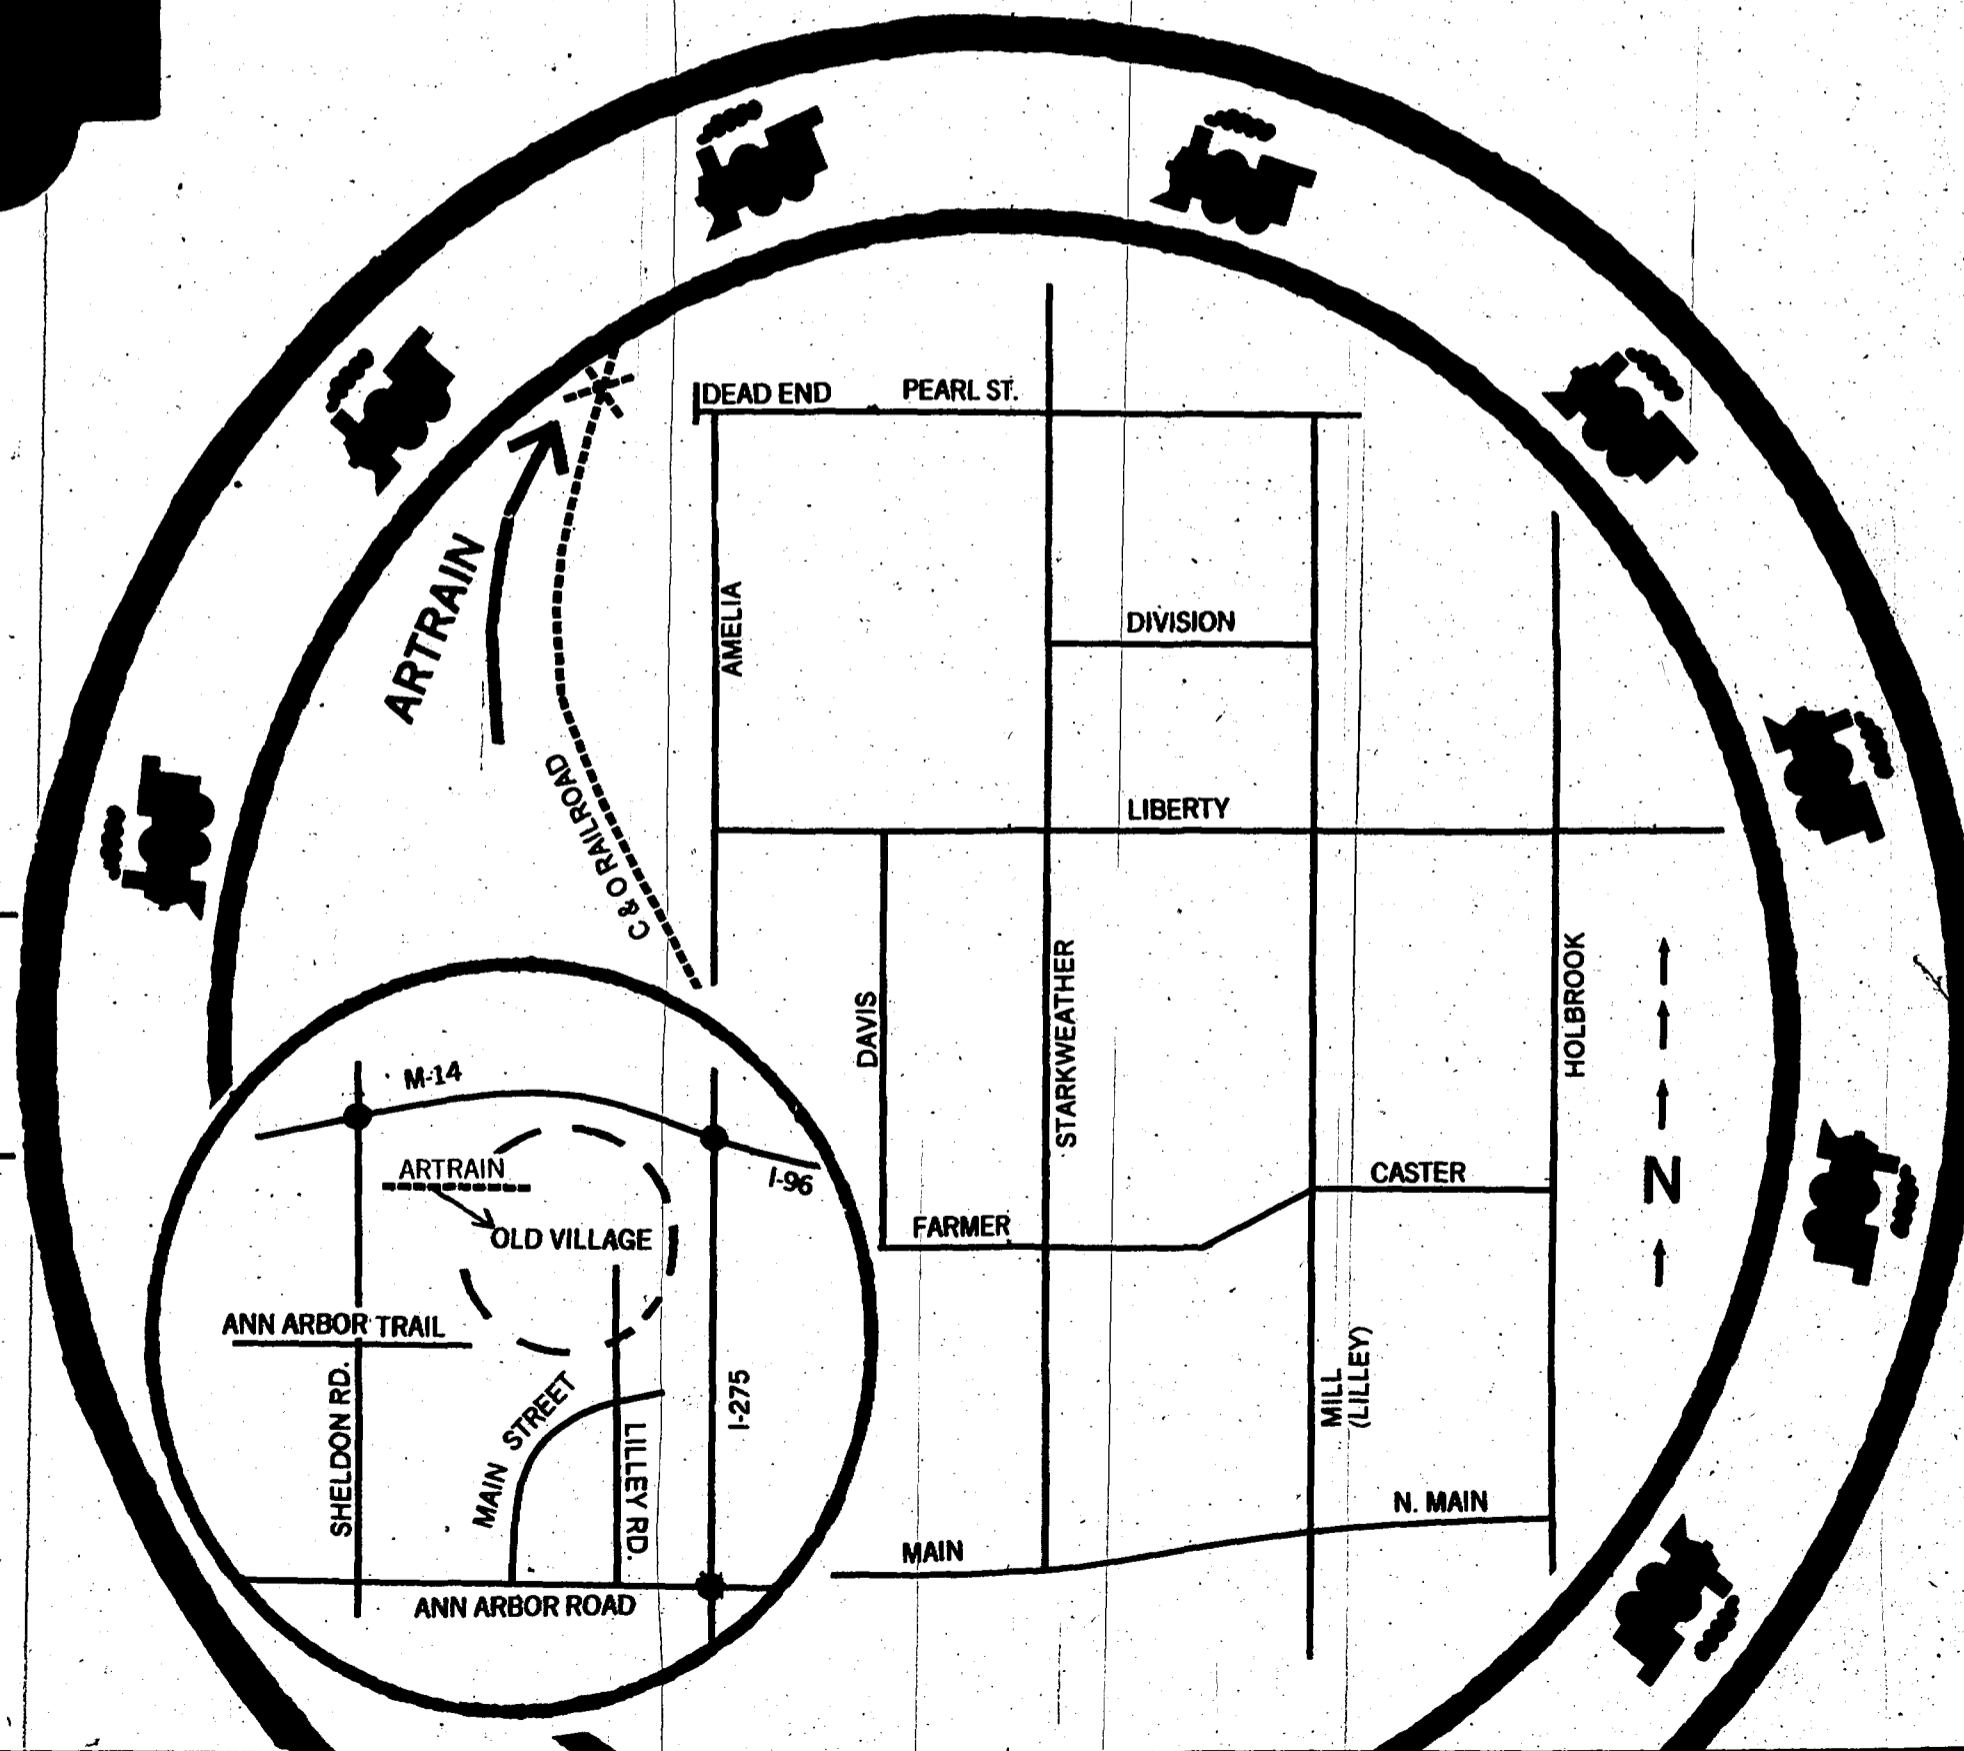 DEAD END
PEARL ST.
ARTRAIN
AMELIA
DIVISION
C & O RAILROAD
LIBERTY
DAVIS
STARKWEATHER
HOLBROOK
N
CASTER
FARMER
MILL
(LILLEY)
N. MAIN
MAIN
M-14
I-96
ARTRAIN
OLD VILLAGE
ANN ARBOR TRAIL
SHELDON RD.
MAIN STREET
LILLEY RD.
I-275
ANN ARBOR ROAD